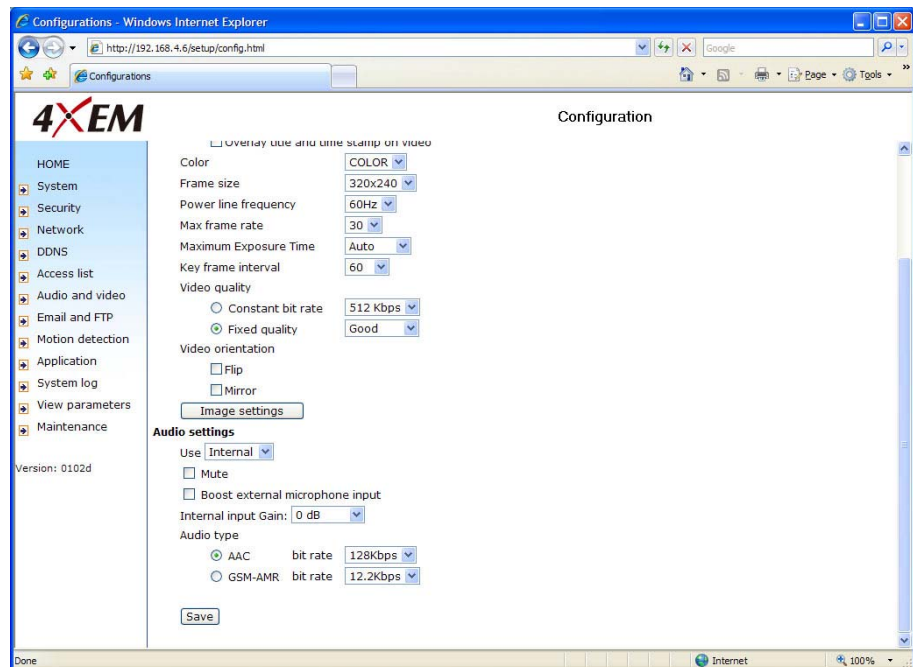 Configurations - Windows Internet Explorer
http://192.168.4.6/setup/config.html
Google
Configurations
Page
Tools
»
4XEM
Configuration
HOME
System
Security
Network
DDNS
Access list
Audio and video
Email and FTP
Motion detection
Application
System log
View parameters
Maintenance
Version: 0102d
Overlay title and time stamp on video
Color COLOR
Frame size 320x240
Power line frequency 60Hz
Max frame rate 30
Maximum Exposure Time Auto
Key frame interval 60
Video quality
Constant bit rate 512 Kbps
Fixed quality Good
Video orientation
Flip
Mirror
Image settings
Audio settings
Use Internal
Mute
Boost external microphone input
Internal input Gain: 0 dB
Audio type
AAC bit rate 128Kbps
GSM-AMR bit rate 12.2Kbps
Save
Done
Internet
100%